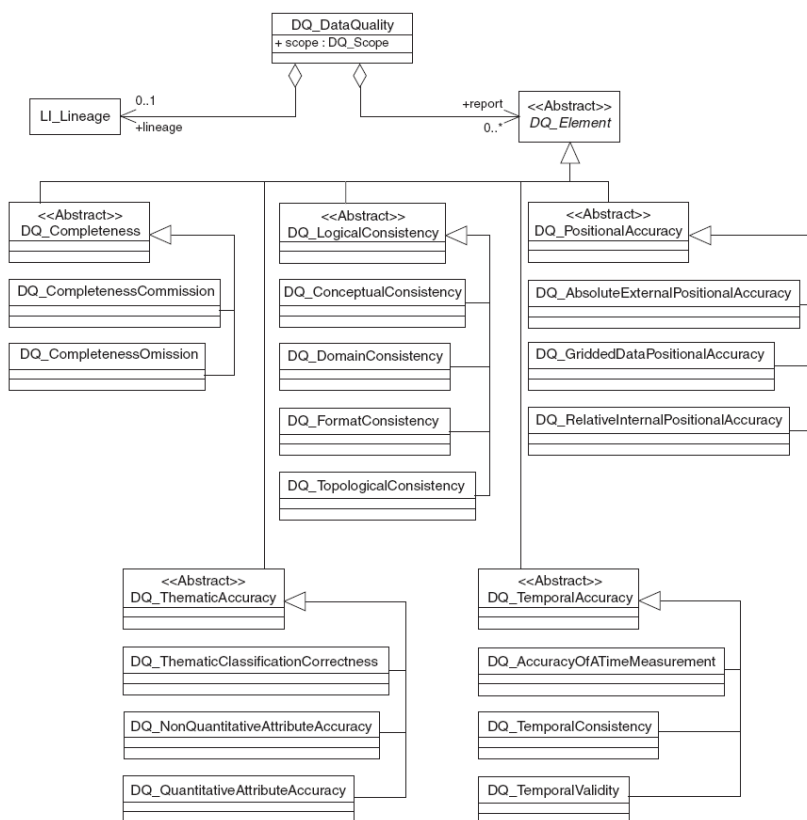 DQ_DataQuality
+ scope : DQ_Scope
LI_Lineage
0..1
+lineage
+report
0..*
<<Abstract>>
DQ_Element
<<Abstract>>
DQ_Completeness
DQ_CompletenessCommission
DQ_CompletenessOmission
<<Abstract>>
DQ_LogicalConsistency
DQ_ConceptualConsistency
DQ_DomainConsistency
DQ_FormatConsistency
DQ_TopologicalConsistency
<<Abstract>>
DQ_PositionalAccuracy
DQ_AbsoluteExternalPositionalAccuracy
DQ_GriddedDataPositionalAccuracy
DQ_RelativeInternalPositionalAccuracy
<<Abstract>>
DQ_ThematicAccuracy
DQ_ThematicClassificationCorrectness
DQ_NonQuantitativeAttributeAccuracy
DQ_QuantitativeAttributeAccuracy
<<Abstract>>
DQ_TemporalAccuracy
DQ_AccuracyOfATimeMeasurement
DQ_TemporalConsistency
DQ_TemporalValidity